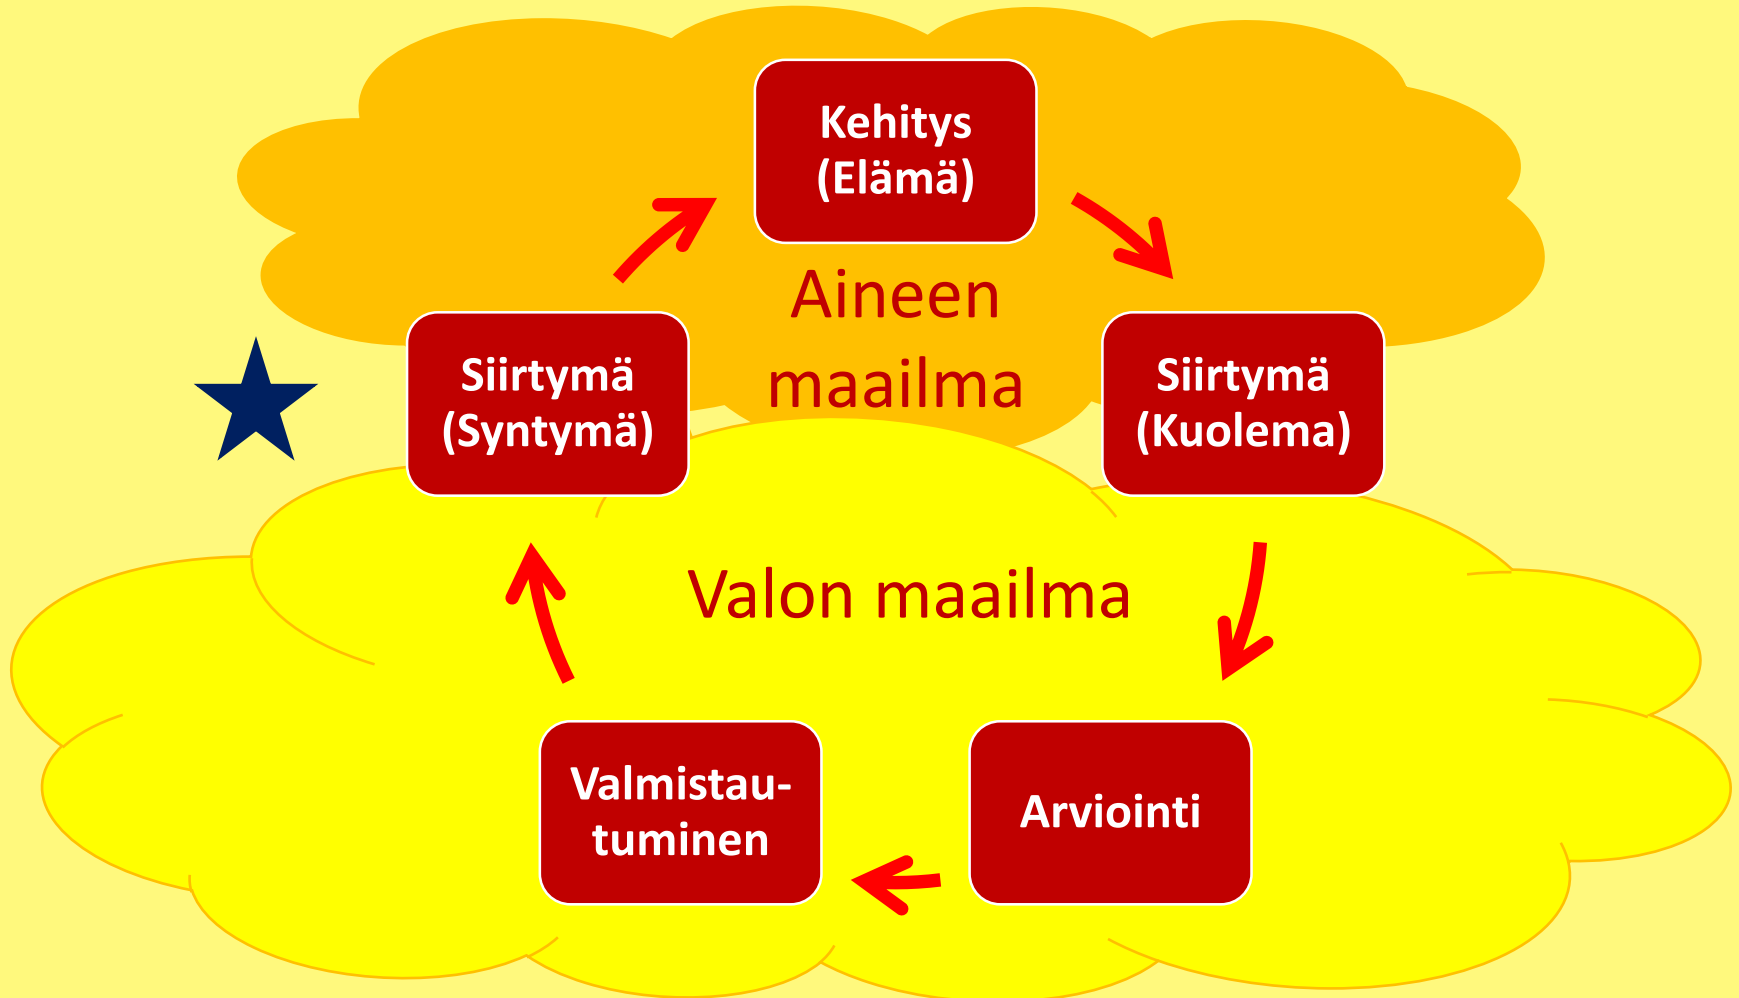 Kehitys
(Elämä)
Aineen
maailma
Siirtymä
(Syntymä)
Siirtymä
(Kuolema)
Valon maailma
Valmistau-
tuminen
Arviointi